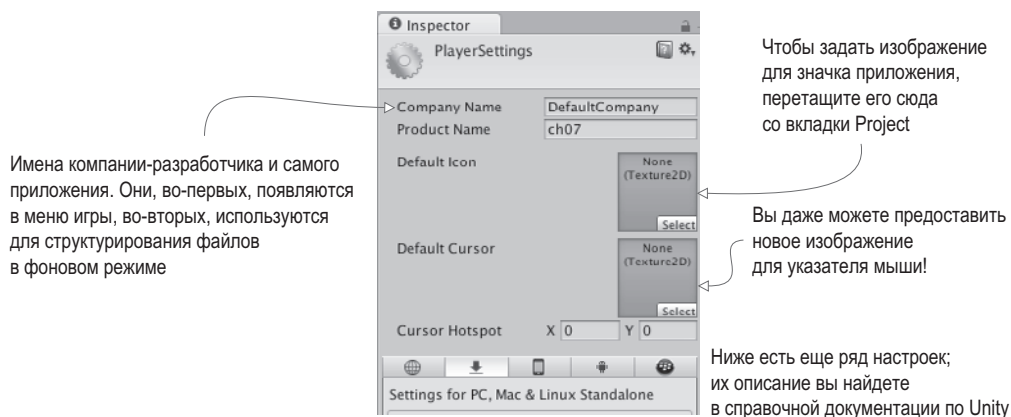 Inspector
PlayerSettings
Company Name DefaultCompany
Product Name ch07
Default Icon
None
(Texture2D)
Select
Default Cursor
None
(Texture2D)
Select
Cursor Hotspot X 0 Y 0
Settings for PC, Mac & Linux Standalone
Имена компании-разработчика и самого
приложения. Они, во-первых, появляются
в меню игры, во-вторых, используются
для структурирования файлов
в фоновом режиме
Чтобы задать изображение
для значка приложения,
перетащите его сюда
со вкладки Project
Вы даже можете предоставить
новое изображение
для указателя мыши!
Ниже есть еще ряд настроек;
их описание вы найдете
в справочной документации по Unity